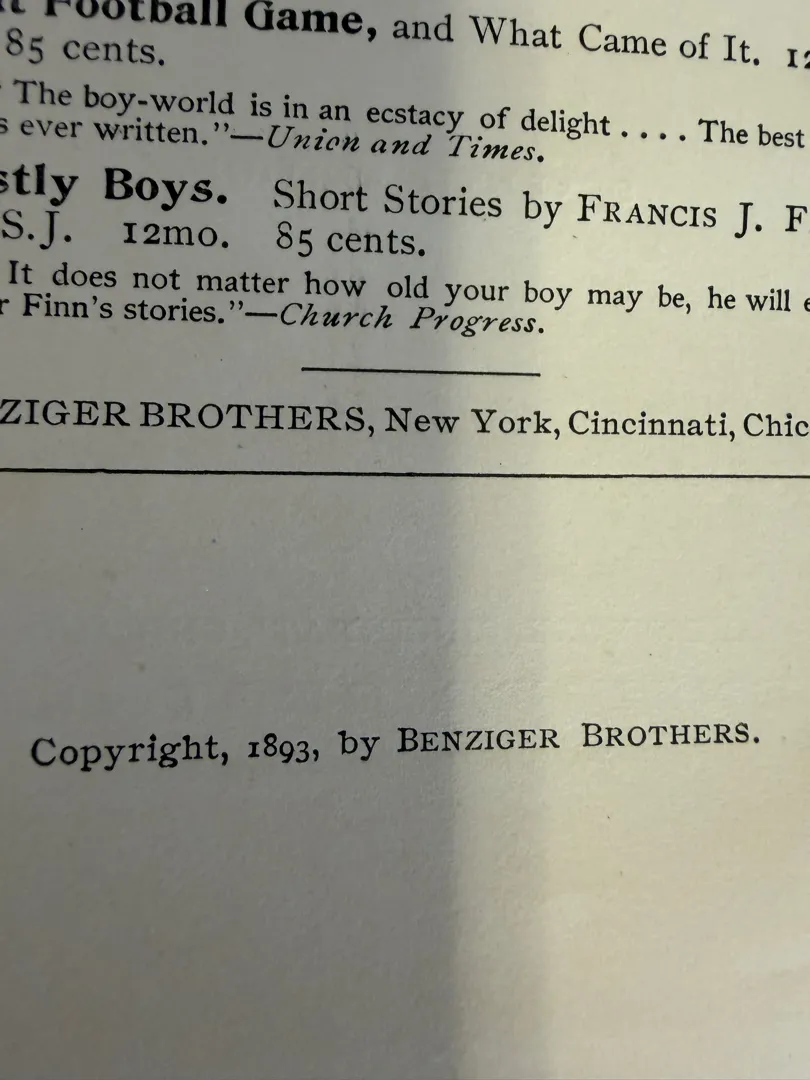 Football Game, and What Came of It.
85 cents.
The boy-world is in an ecstacy of delight . . . . The best
ever written."—Union and Times.
stly Boys. Short Stories by FRANCIS J. F
S.J. 12mo. 85 cents.
It does not matter how old your boy may be, he will e
r Finn's stories."—Church Progress.
ZIGER BROTHERS, New York, Cincinnati, Chic
Copyright, 1893, by BENZIGER BROTHERS.